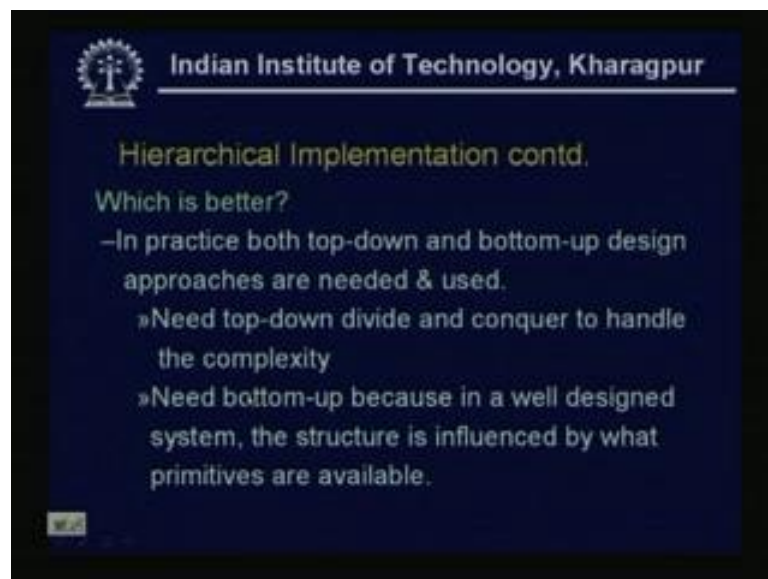 Indian Institute of Technology, Kharagpur
Hierarchical Implementation contd.
Which is better?
–In practice both top-down and bottom-up design
approaches are needed & used.
»Need top-down divide and conquer to handle
the complexity
»Need bottom-up because in a well designed
system, the structure is influenced by what
primitives are available.